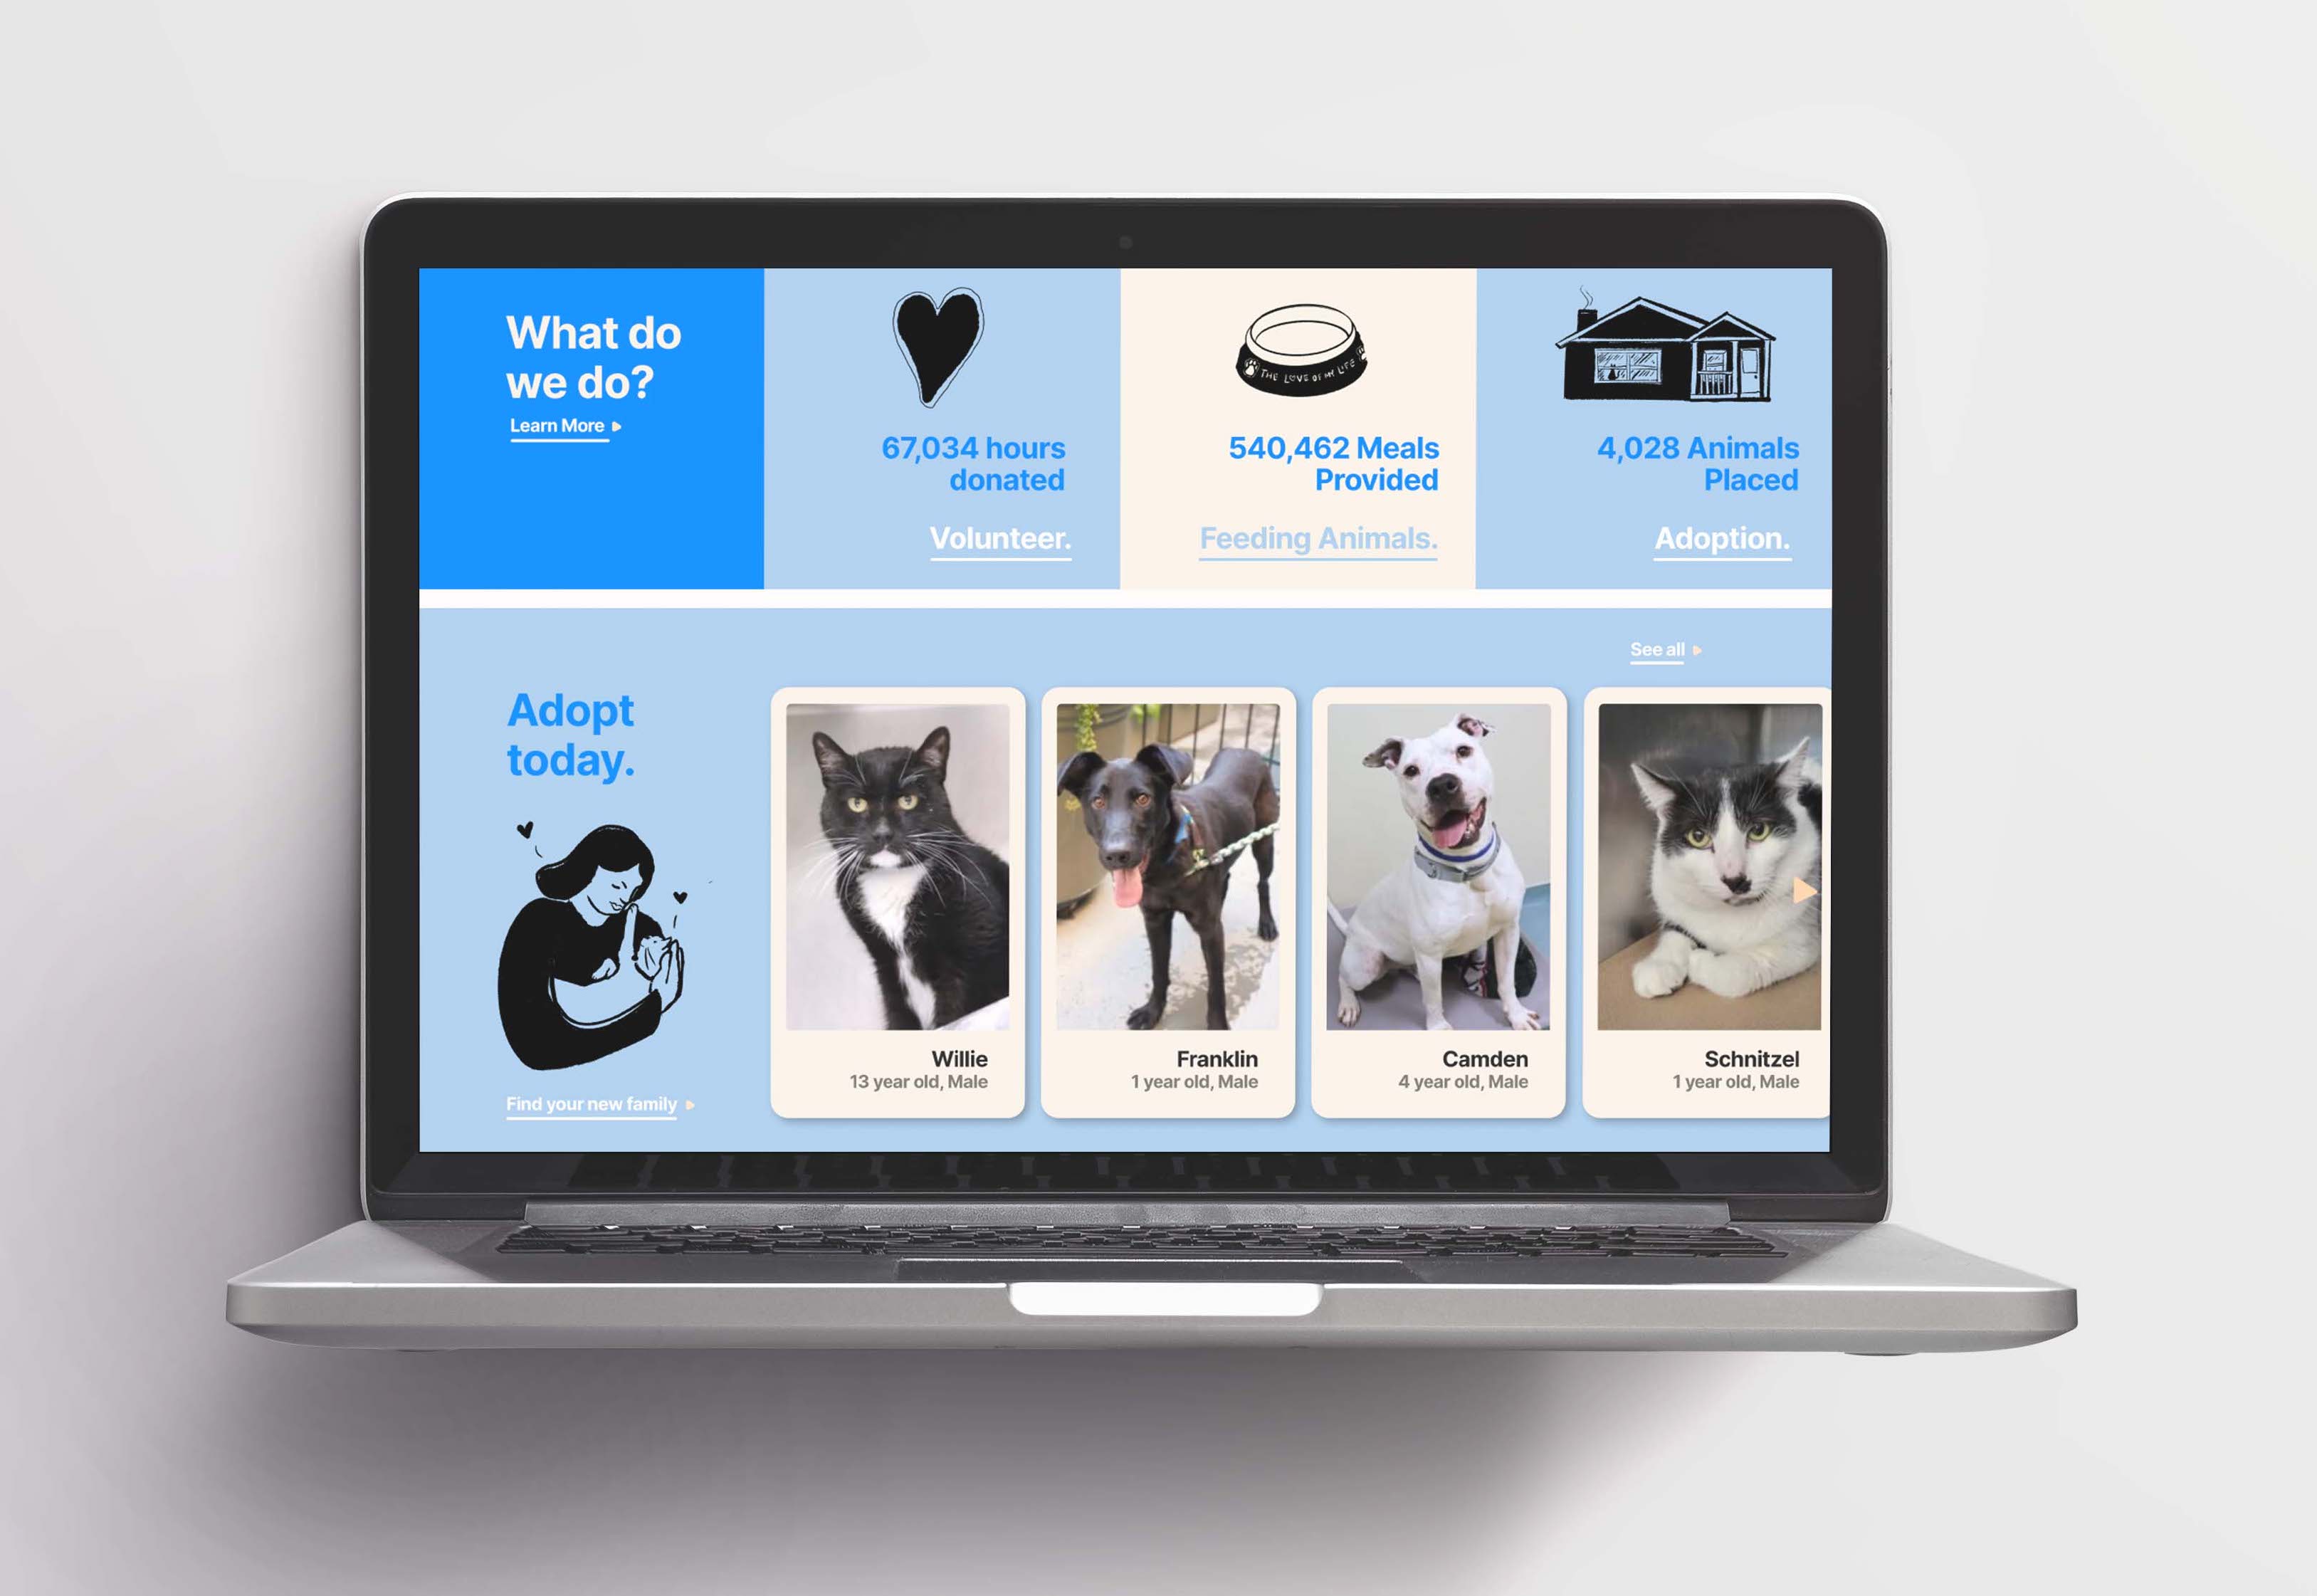 What do
we do?
Learn More
67,034 hours
donated
Volunteer.
THE LOVE OF MY LIFE
540,462 Meals
Provided
Feeding Animals.
4,028 Animals
Placed
Adoption.
See all
Adopt
today.
Find your new family
Willie
13 year old, Male
Franklin
1 year old, Male
Camden
4 year old, Male
Schnitzel
1 year old, Male